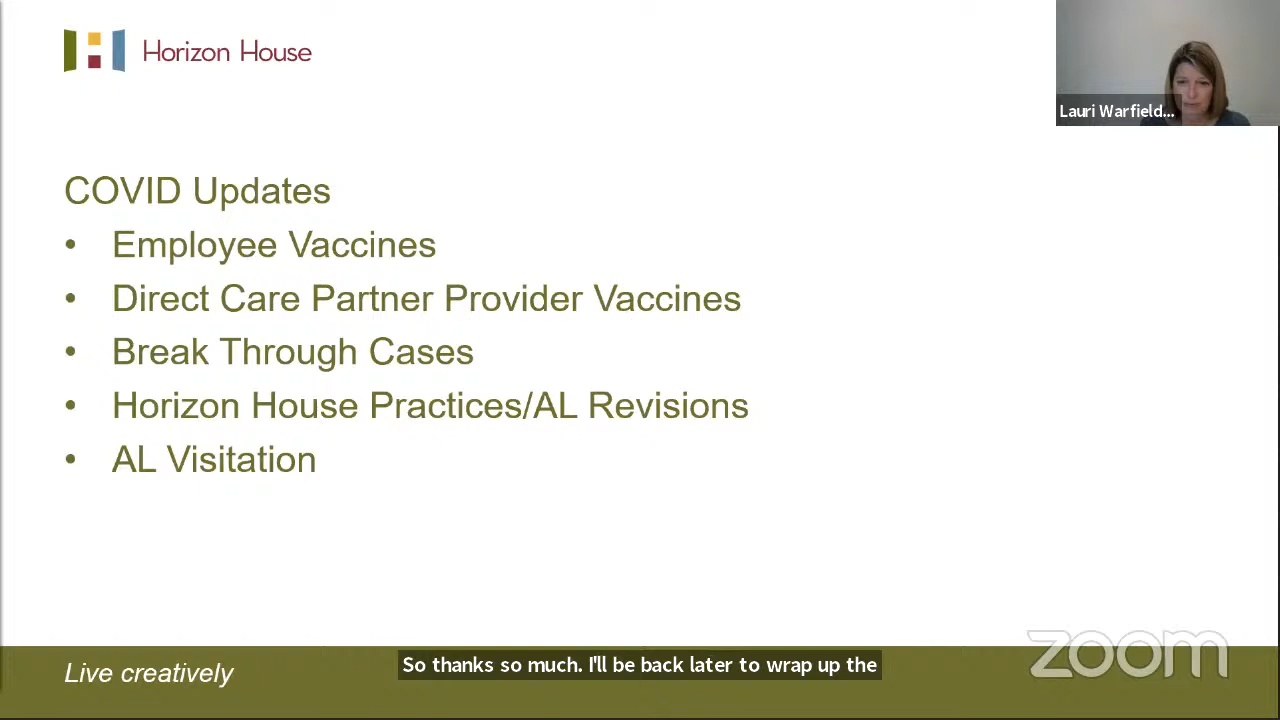 Horizon House
Lauri Warfield...
COVID Updates
• Employee Vaccines
• Direct Care Partner Provider Vaccines
• Break Through Cases
• Horizon House Practices/AL Revisions
• AL Visitation
Live creatively
So thanks so much. I'll be back later to wrap up the
zoom